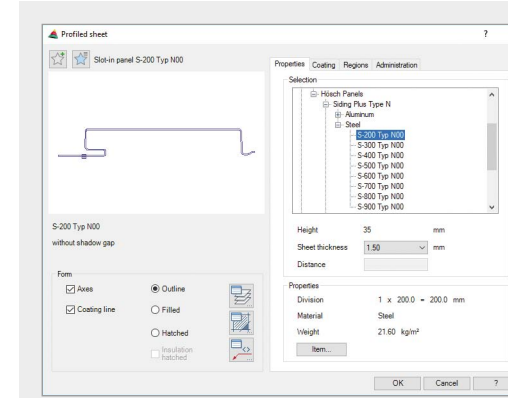 Profiled sheet ?
Slot-in panel S-200 Typ N00
Properties Coating Regions Administration
Selection
Hösch Panels
Siding Plus Type N
Aluminum
Steel
S-200 Typ N00
S-300 Typ N00
S-400 Typ N00
S-500 Typ N00
S-600 Typ N00
S-700 Typ N00
S-800 Typ N00
S-900 Typ N00
S-200 Typ N00
without shadow gap
Height 35 mm
Sheet thickness 1.50 mm
Distance
Form
Axes
Outline
Coating line
Filled
Hatched
Insulation
hatched
Properties
Division 1 x 200.0 = 200.0 mm
Material Steel
Weight 21.60 kg/m²
Item...
OK Cancel ?